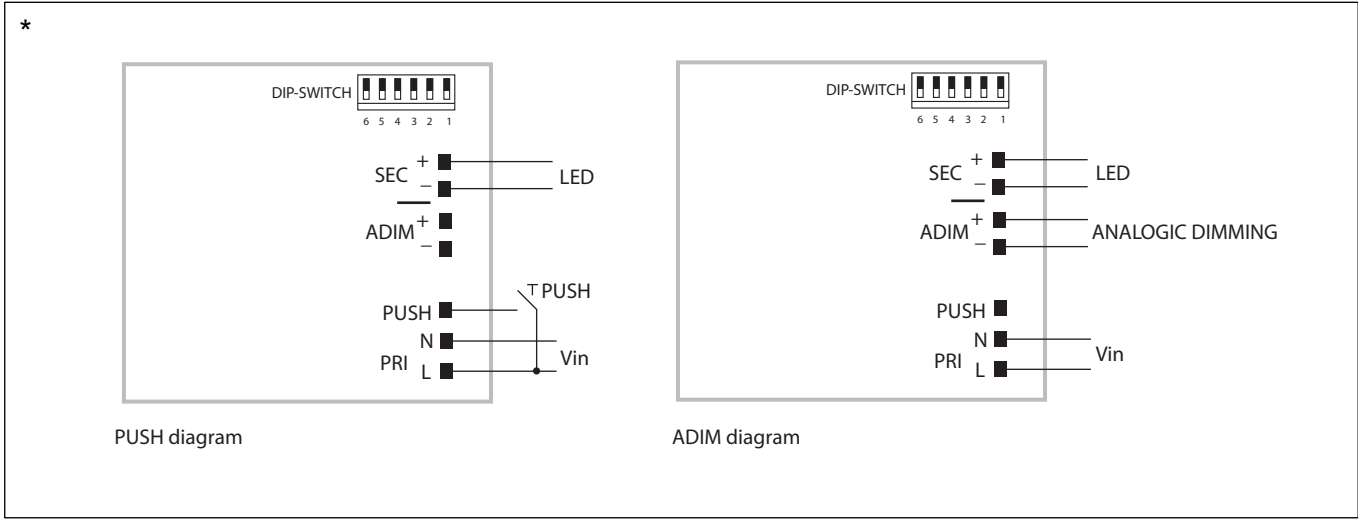 *
DIP-SWITCH
6 5 4 3 2 1
SEC + −
LED
ADIM + −
PUSH
PUSH
N
PRI
L
Vin
PUSH diagram
DIP-SWITCH
6 5 4 3 2 1
SEC + −
LED
ADIM + −
ANALOGIC DIMMING
PUSH
N
PRI
L
Vin
ADIM diagram